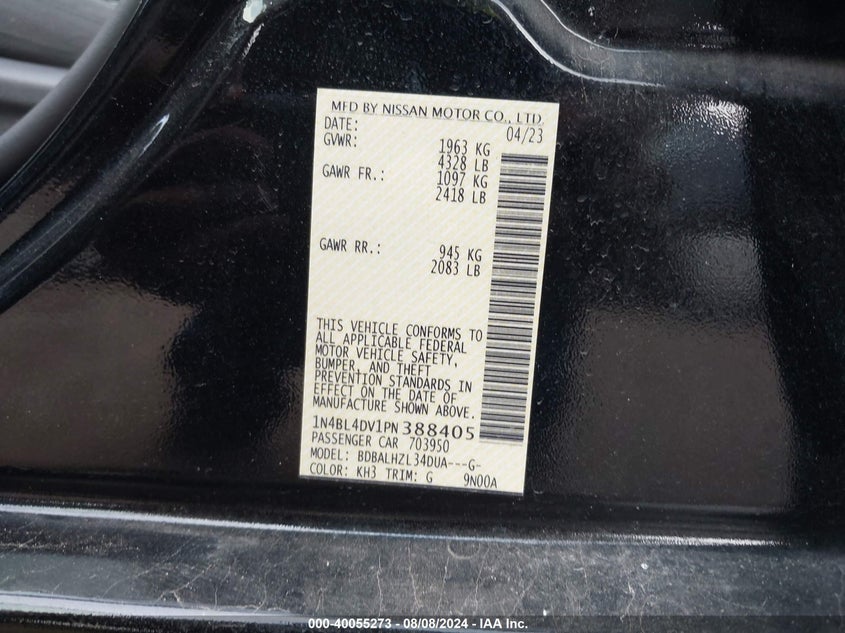 MFD BY NISSAN MOTOR CO., LTD.
DATE: 04/23
GVWR: 1963 KG
4328 LB
GAWR FR.: 1097 KG
2418 LB
GAWR RR.: 945 KG
2083 LB
THIS VEHICLE CONFORMS TO
ALL APPLICABLE FEDERAL
MOTOR VEHICLE SAFETY,
BUMPER, AND THEFT
PREVENTION STANDARDS IN
EFFECT ON THE DATE OF
MANUFACTURE SHOWN ABOVE.
1N4BL4DV1PN388405
PASSENGER CAR 703950
MODEL: BDBALHZL34DUA---G-
COLOR: KH3 TRIM: G 9N00A
000-40055273 - 08/08/2024 - IAA Inc.